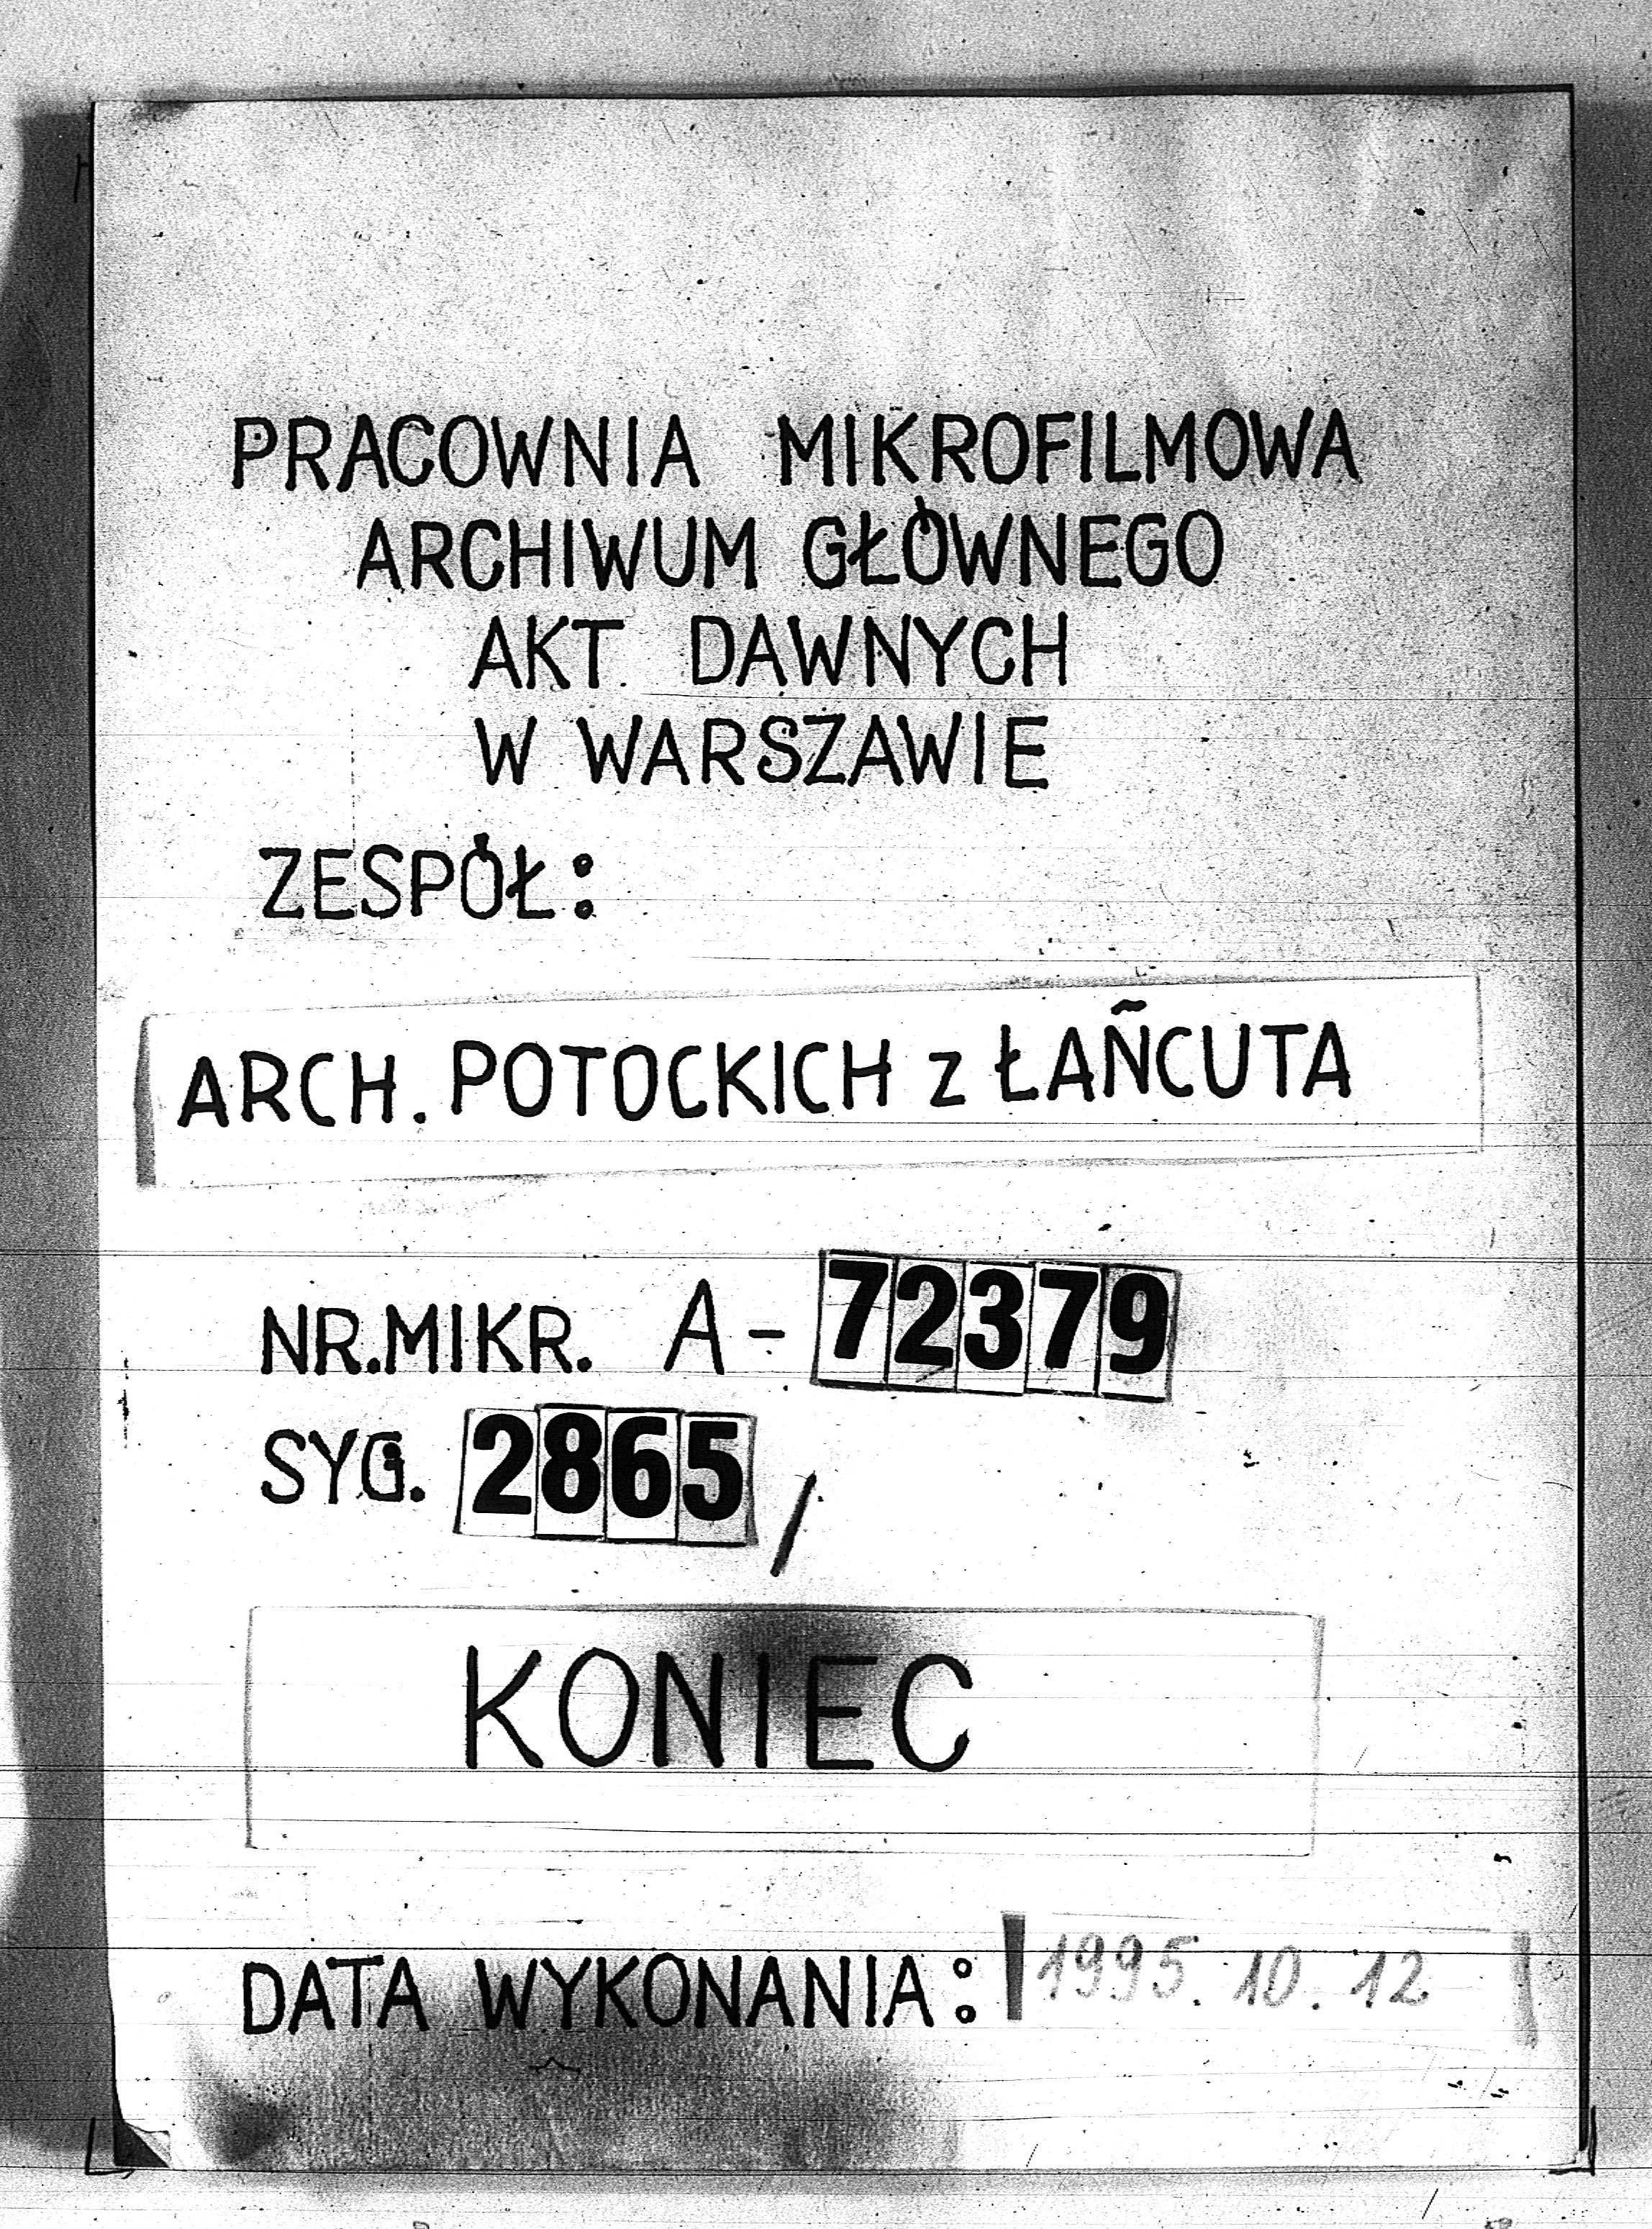 PRACOWNIA MIKROFILMOWA
ARCHIWUM GŁÓWNEGO
AKT DAWNYCH
W WARSZAWIE
ZESPÓŁ:
ARCH. POTOCKICH z ŁAŃCUTA
NR.MIKR. A-72379
SYG. 2865/
KONIEC
DATA WYKONANIA: 1995.10.12